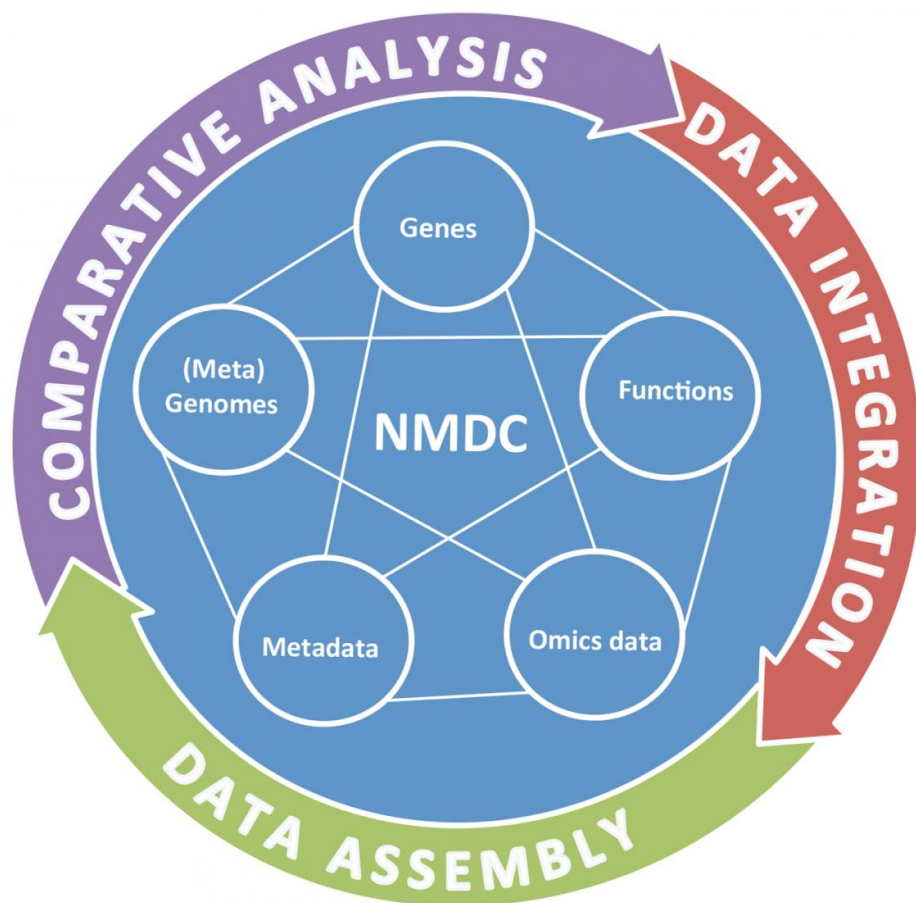 COMPARATIVE ANALYSIS
DATA INTEGRATION
DATA ASSEMBLY
Genes
(Meta)
Genomes
Functions
NMDC
Metadata
Omics data